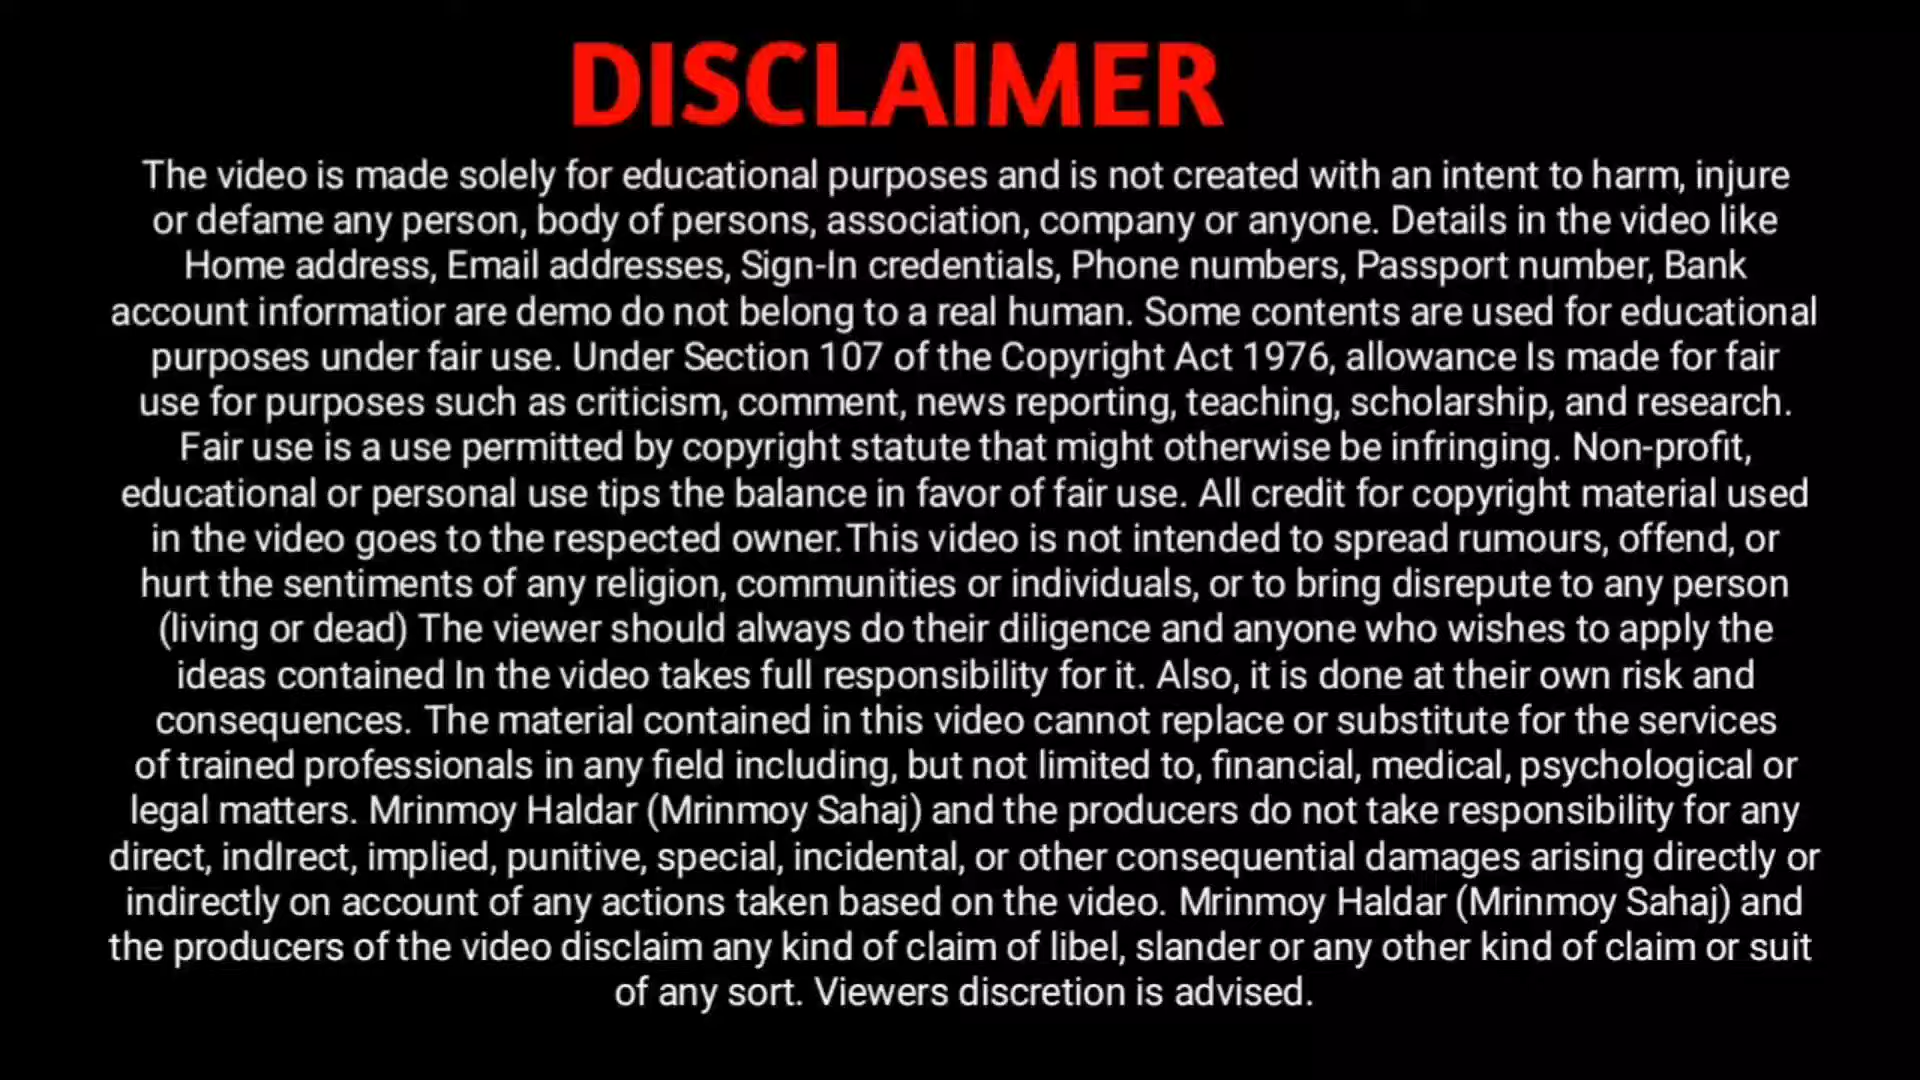 DISCLAIMER
The video is made solely for educational purposes and is not created with an intent to harm, injure
or defame any person, body of persons, association, company or anyone. Details in the video like
Home address, Email addresses, Sign-In credentials, Phone numbers, Passport number, Bank
account informatior are demo do not belong to a real human. Some contents are used for educational
purposes under fair use. Under Section 107 of the Copyright Act 1976, allowance Is made for fair
use for purposes such as criticism, comment, news reporting, teaching, scholarship, and research.
Fair use is a use permitted by copyright statute that might otherwise be infringing. Non-profit,
educational or personal use tips the balance in favor of fair use. All credit for copyright material used
in the video goes to the respected owner.This video is not intended to spread rumours, offend, or
hurt the sentiments of any religion, communities or individuals, or to bring disrepute to any person
(living or dead) The viewer should always do their diligence and anyone who wishes to apply the
ideas contained In the video takes full responsibility for it. Also, it is done at their own risk and
consequences. The material contained in this video cannot replace or substitute for the services
of trained professionals in any field including, but not limited to, financial, medical, psychological or
legal matters. Mrinmoy Haldar (Mrinmoy Sahaj) and the producers do not take responsibility for any
direct, indIrect, implied, punitive, special, incidental, or other consequential damages arising directly or
indirectly on account of any actions taken based on the video. Mrinmoy Haldar (Mrinmoy Sahaj) and
the producers of the video disclaim any kind of claim of libel, slander or any other kind of claim or suit
of any sort. Viewers discretion is advised.